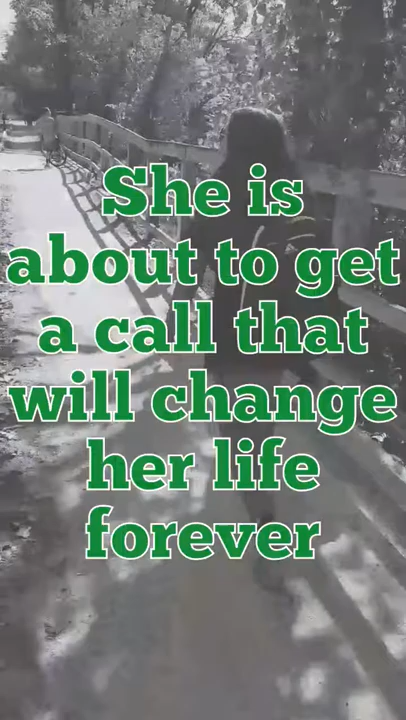 She is
about to get
a call that
will change
her life
forever